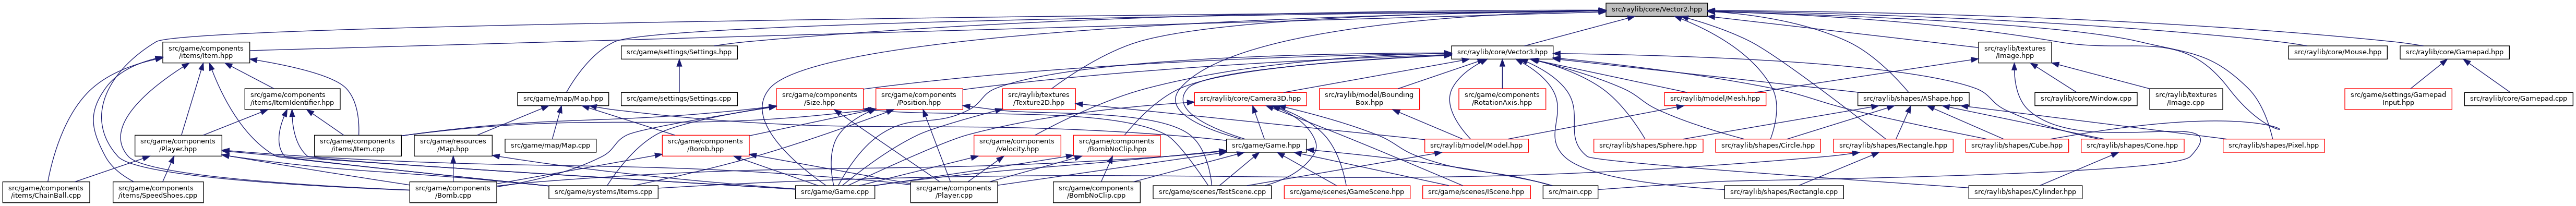 src/raylib/core/Vector2.hpp
src/game/components
/items/Item.hpp
src/game/settings/Settings.hpp
src/raylib/core/Vector3.hpp
src/raylib/textures
/Image.hpp
src/raylib/core/Mouse.hpp
src/raylib/core/Gamepad.hpp
src/game/components
/items/ItemIdentifier.hpp
src/game/map/Map.hpp
src/game/settings/Settings.cpp
src/game/components
/Size.hpp
src/game/components
/Position.hpp
src/raylib/textures
/Texture2D.hpp
src/raylib/core/Camera3D.hpp
src/raylib/model/Bounding
Box.hpp
src/game/components
/RotationAxis.hpp
src/raylib/model/Mesh.hpp
src/raylib/shapes/AShape.hpp
src/raylib/core/Window.cpp
src/raylib/textures
/Image.cpp
src/game/settings/Gamepad
Input.hpp
src/raylib/core/Gamepad.cpp
src/game/components
/Player.hpp
src/game/components
/items/Item.cpp
src/game/resources
/Map.hpp
src/game/map/Map.cpp
src/game/components
/Bomb.hpp
src/game/components
/Velocity.hpp
src/game/components
/BombNoClip.hpp
src/game/Game.hpp
src/raylib/model/Model.hpp
src/raylib/shapes/Sphere.hpp
src/raylib/shapes/Circle.hpp
src/raylib/shapes/Rectangle.hpp
src/raylib/shapes/Cube.hpp
src/raylib/shapes/Cone.hpp
src/raylib/shapes/Pixel.hpp
src/game/components
/items/ChainBall.cpp
src/game/components
/items/SpeedShoes.cpp
src/game/components
/Bomb.cpp
src/game/systems/Items.cpp
src/game/Game.cpp
src/game/components
/Player.cpp
src/game/components
/BombNoClip.cpp
src/game/scenes/TestScene.cpp
src/game/scenes/GameScene.hpp
src/game/scenes/IScene.hpp
src/main.cpp
src/raylib/shapes/Rectangle.cpp
src/raylib/shapes/Cylinder.hpp